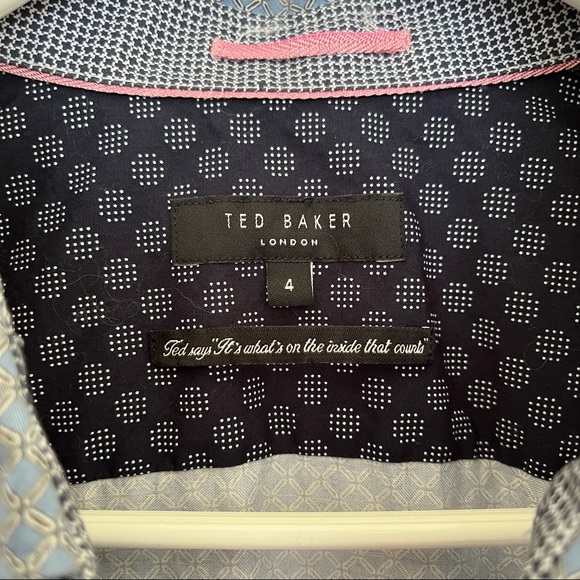 TED BAKER
LONDON
4
Ted says "It's what's on the inside that counts"